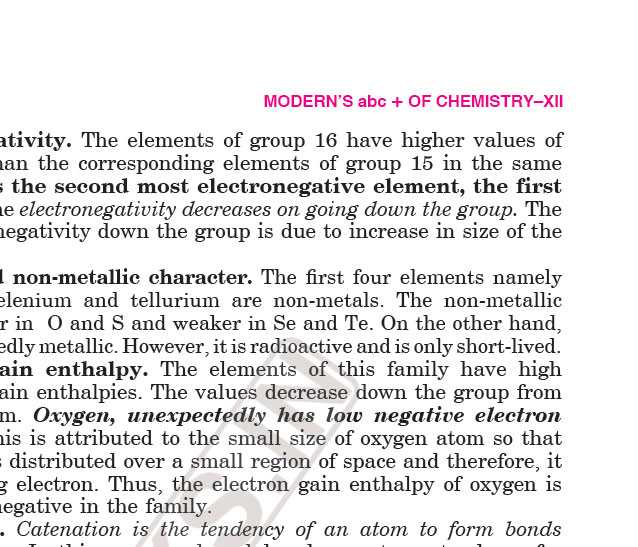 MODERN'S abc + OF CHEMISTRY–XII
ativity. The elements of group 16 have higher values of
han the corresponding elements of group 15 in the same
s the second most electronegative element, the first
he electronegativity decreases on going down the group. The
negativity down the group is due to increase in size of the
d non-metallic character. The first four elements namely
elenium and tellurium are non-metals. The non-metallic
r in O and S and weaker in Se and Te. On the other hand,
edly metallic. However, it is radioactive and is only short-lived.
ain enthalpy. The elements of this family have high
ain enthalpies. The values decrease down the group from
m. Oxygen, unexpectedly has low negative electron
his is attributed to the small size of oxygen atom so that
s distributed over a small region of space and therefore, it
g electron. Thus, the electron gain enthalpy of oxygen is
negative in the family.
. Catenation is the tendency of an atom to form bonds